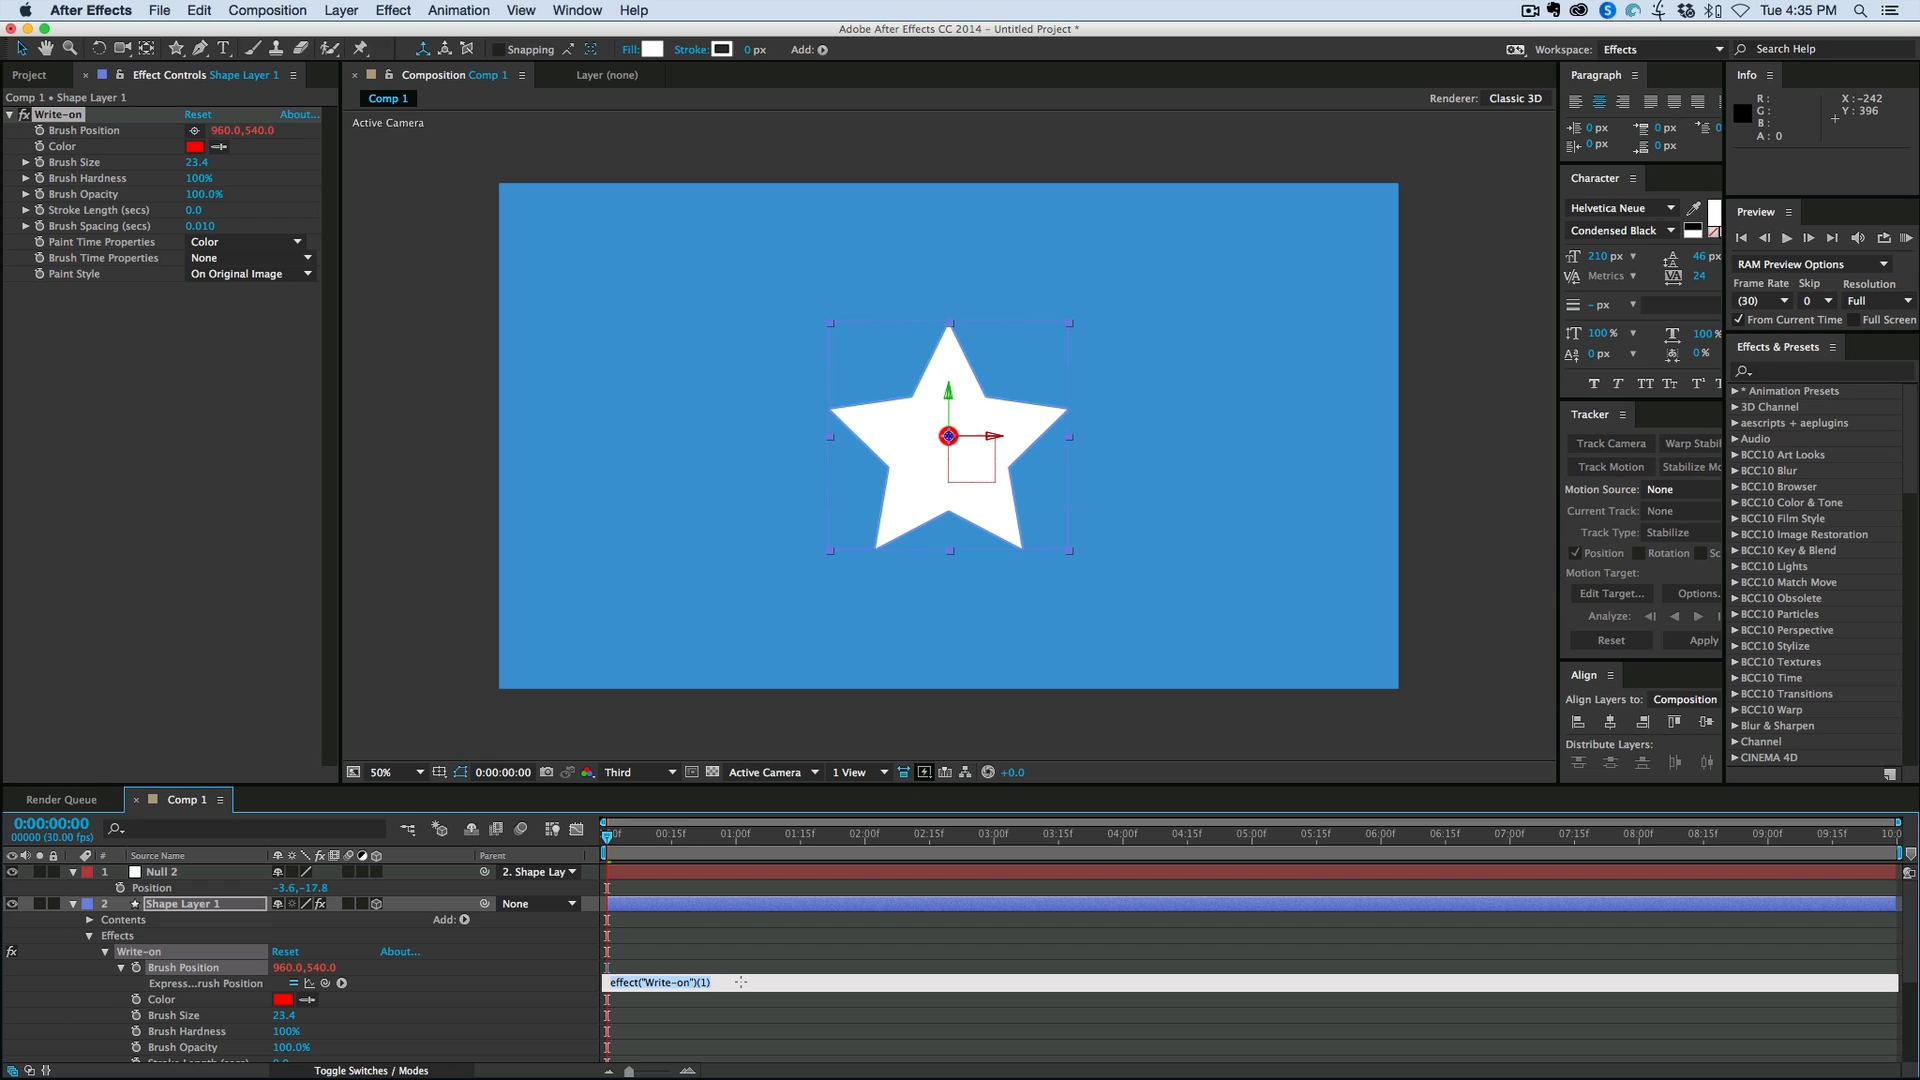 After Effects File Edit Composition Layer Effect Animation View Window Help Tue 4:35 PM
Adobe After Effects CC 2014 - Untitled Project *
Snapping Fill: Stroke: 0 px Add: Workspace: Effects Search Help
Project Effect Controls Shape Layer 1
Comp 1 • Shape Layer 1
Write-on Reset About...
Brush Position 960.0,540.0
Color
Brush Size 23.4
Brush Hardness 100%
Brush Opacity 100.0%
Stroke Length (secs) 0.0
Brush Spacing (secs) 0.010
Paint Time Properties Color
Brush Time Properties None
Paint Style On Original Image
Composition Comp 1 Layer (none)
Comp 1 Renderer: Classic 3D
Active Camera
50% 0:00:00:00 Third Active Camera 1 View +0.0
Paragraph
0 px 0 px 0
0 px 0 px
Character
Helvetica Neue
Condensed Black
210 px 46 px
Metrics 24
- px
100 % 100 %
0 px 0 %
T T TT Tт T¹ T
Tracker
Track Camera Warp Stabil
Track Motion Stabilize Mo
Motion Source: None
Current Track: None
Track Type: Stabilize
Position Rotation Sc
Motion Target:
Edit Target... Options.
Analyze:
Reset Apply
Align
Align Layers to: Composition
Distribute Layers:
Info
R: X : -242
G: Y : 396
B:
A : 0
Preview
RAM Preview Options
Frame Rate Skip Resolution
(30) 0 Full
From Current Time Full Screen
Effects & Presets
* Animation Presets
3D Channel
aescripts + aeplugins
Audio
BCC10 Art Looks
BCC10 Blur
BCC10 Browser
BCC10 Color & Tone
BCC10 Film Style
BCC10 Image Restoration
BCC10 Key & Blend
BCC10 Lights
BCC10 Match Move
BCC10 Obsolete
BCC10 Particles
BCC10 Perspective
BCC10 Stylize
BCC10 Textures
BCC10 Time
BCC10 Transitions
BCC10 Warp
Blur & Sharpen
Channel
CINEMA 4D
Render Queue Comp 1
0:00:00:00
00000 (30.00 fps)
00f 00:15f 01:00f 01:15f 02:00f 02:15f 03:00f 03:15f 04:00f 04:15f 05:00f 05:15f 06:00f 06:15f 07:00f 07:15f 08:00f 08:15f 09:00f 09:15f 10:0
# Source Name fx Parent
1 Null 2 2. Shape Lay
Position -3.6,-17.8
2 Shape Layer 1 fx None
Contents Add:
Effects
fx Write-on Reset About...
Brush Position 960.0,540.0
Express...rush Position effect("Write-on")(1)
Color
Brush Size 23.4
Brush Hardness 100%
Brush Opacity 100.0%
Toggle Switches / Modes